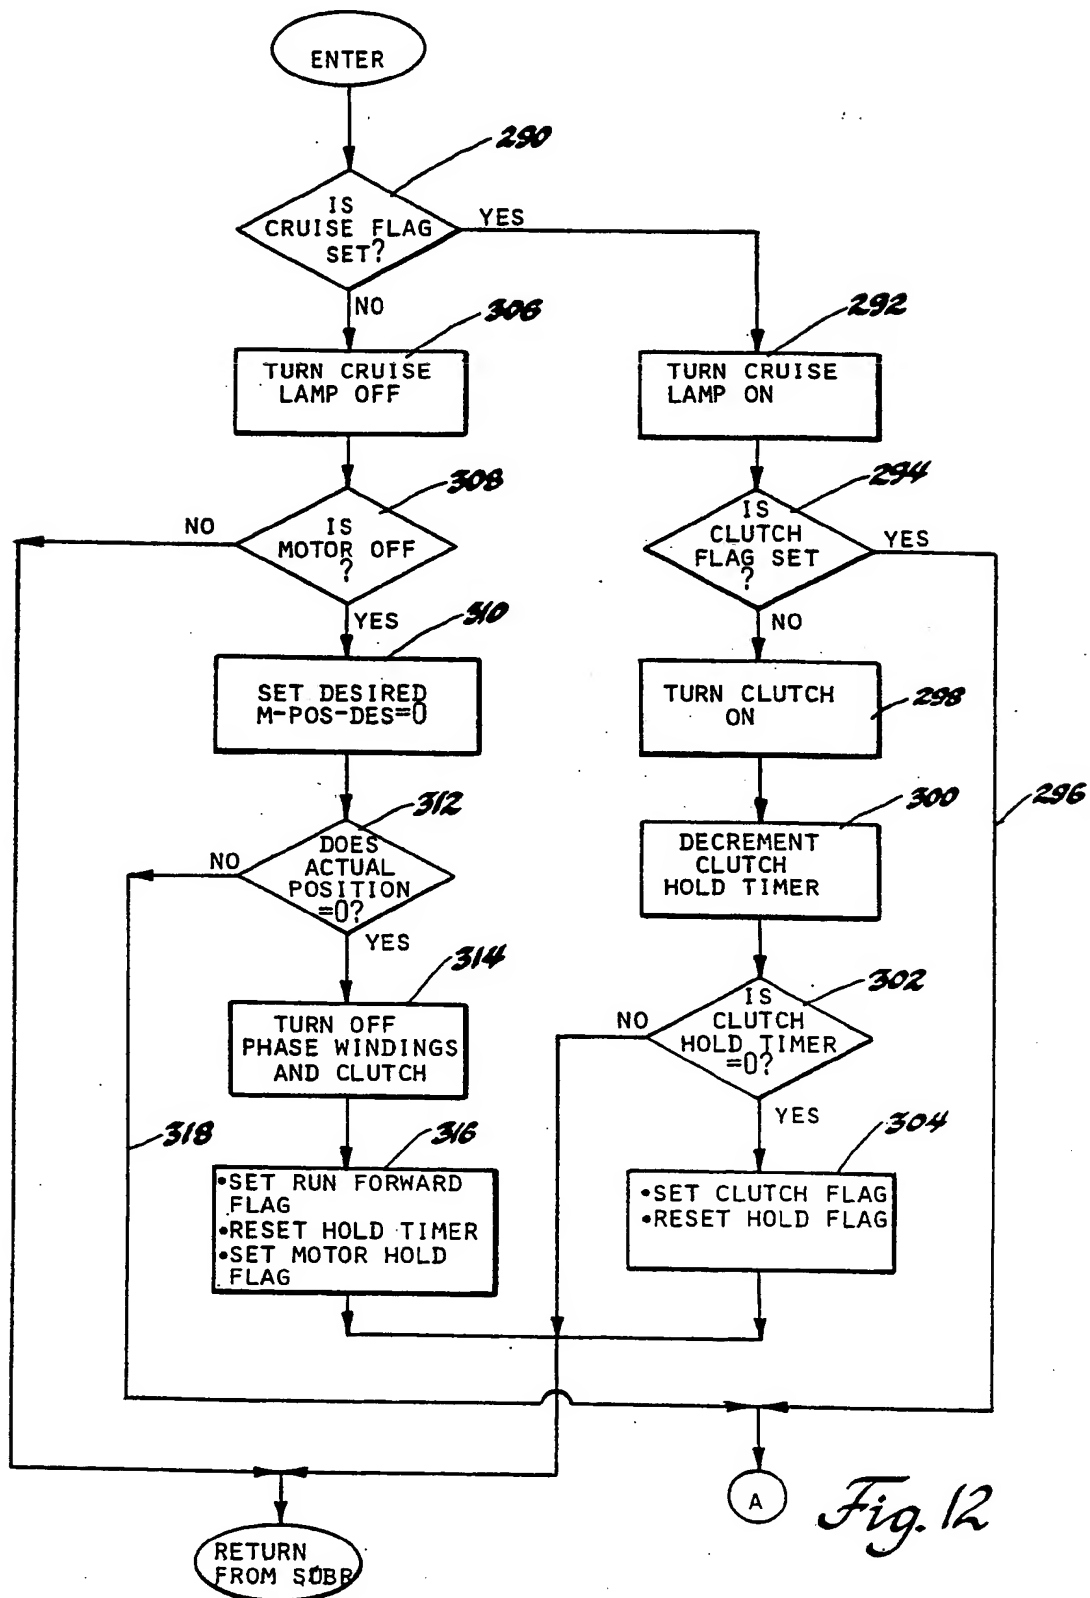 ENTER
290
IS
CRUISE FLAG
SET?
YES
NO
306
292
TURN CRUISE
LAMP OFF
TURN CRUISE
LAMP ON
308
294
NO
IS
MOTOR OFF
?
IS
CLUTCH
FLAG SET
?
YES
YES
310
NO
SET DESIRED
M-POS-DES=0
TURN CLUTCH
ON
298
312
300
296
NO
DOES
ACTUAL
POSITION
=0?
DECREMENT
CLUTCH
HOLD TIMER
YES
314
302
TURN OFF
PHASE WINDINGS
AND CLUTCH
NO
IS
CLUTCH
HOLD TIMER
=0?
YES
318
316
304
•SET RUN FORWARD
FLAG
•RESET HOLD TIMER
•SET MOTOR HOLD
FLAG
•SET CLUTCH FLAG
•RESET HOLD FLAG
A
Fig. 12
RETURN
FROM SUBR